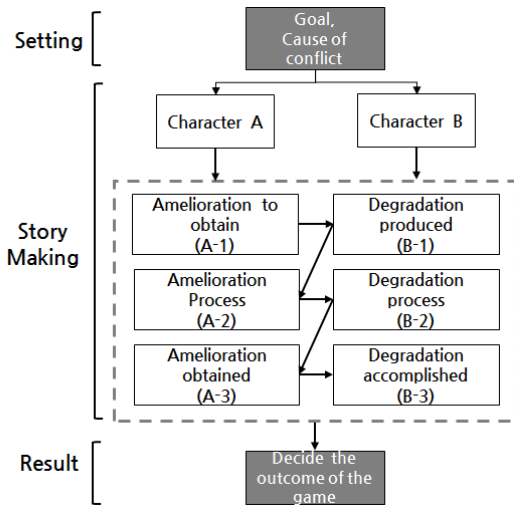 Setting
Goal,
Cause of
conflict
Character A
Character B
Story
Making
Amelioration to
obtain
(A-1)
Degradation
produced
(B-1)
Amelioration
Process
(A-2)
Degradation
process
(B-2)
Amelioration
obtained
(A-3)
Degradation
accomplished
(B-3)
Result
Decide the
outcome of the
game